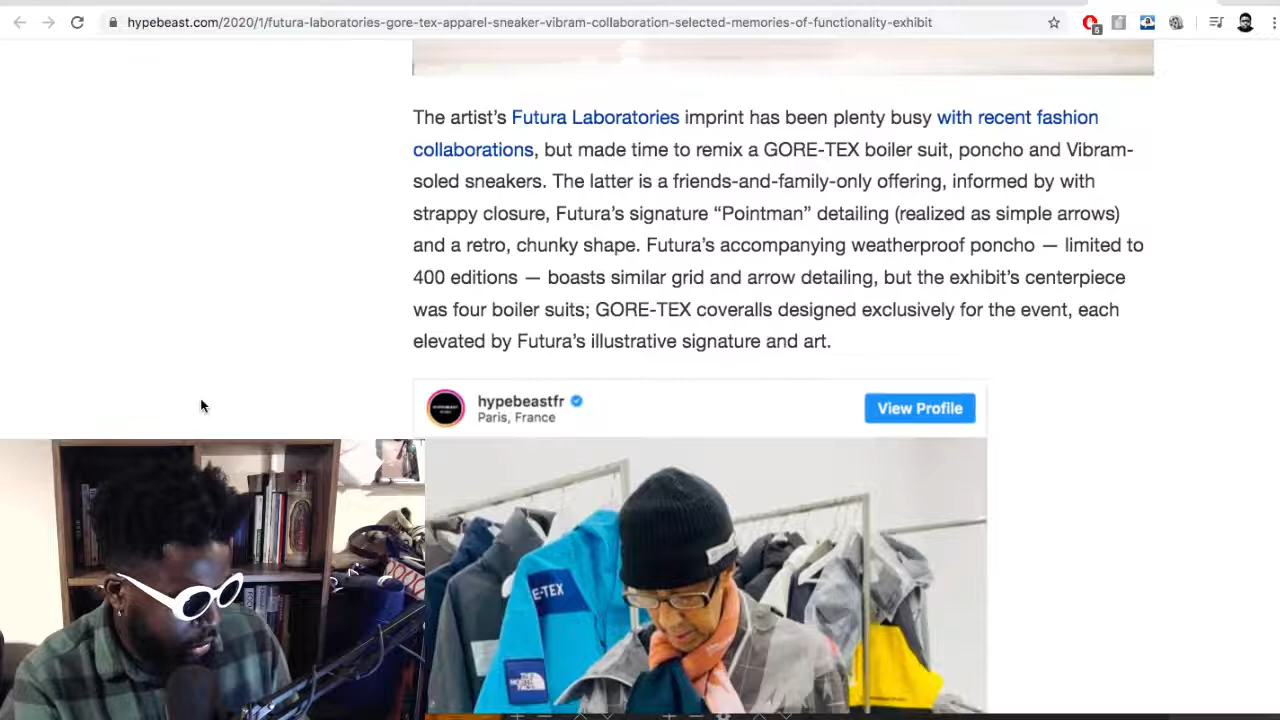 hypebeast.com/2020/1/futura-laboratories-gore-tex-apparel-sneaker-vibram-collaboration-selected-memories-of-functionality-exhibit
The artist's Futura Laboratories imprint has been plenty busy with recent fashion
collaborations, but made time to remix a GORE-TEX boiler suit, poncho and Vibram-
soled sneakers. The latter is a friends-and-family-only offering, informed by with
strappy closure, Futura's signature “Pointman” detailing (realized as simple arrows)
and a retro, chunky shape. Futura's accompanying weatherproof poncho — limited to
400 editions — boasts similar grid and arrow detailing, but the exhibit's centerpiece
was four boiler suits; GORE-TEX coveralls designed exclusively for the event, each
elevated by Futura's illustrative signature and art.
hypebeastfr
Paris, France
View Profile
E-TEX